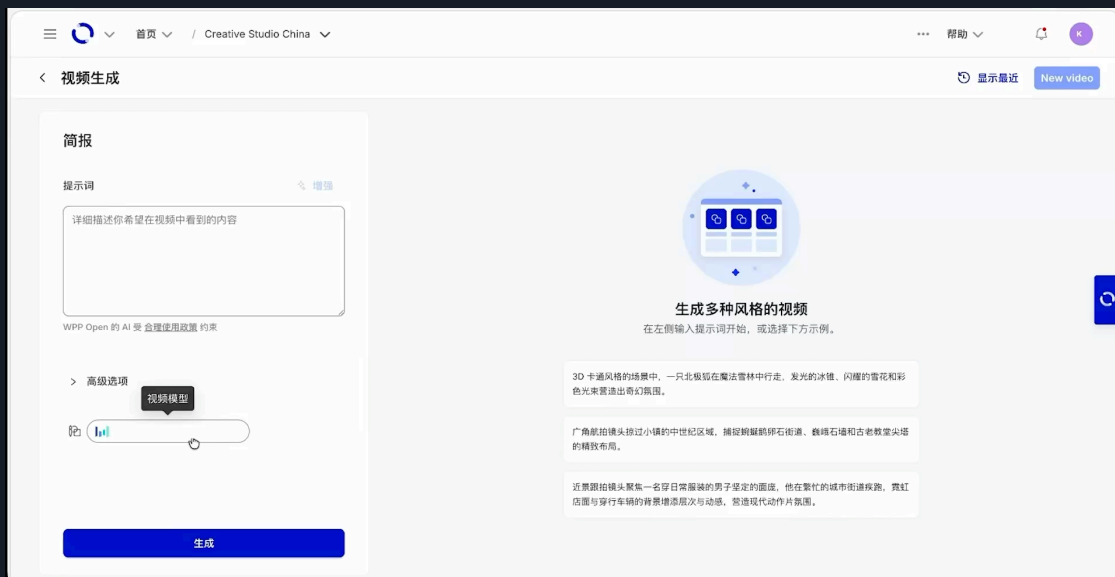 首页
/ Creative Studio China
帮助
K
视频生成
显示最近
New video
简报
提示词
增强
详细描述你希望在视频中看到的内容
WPP Open 的 AI 受 合理使用政策 约束
高级选项
视频模型
生成
生成多种风格的视频
在左侧输入提示词开始，或选择下方示例。
3D 卡通风格的场景中，一只北极狐在魔法雪林中行走，发光的冰锥、闪耀的雪花和彩
色光束营造出奇幻氛围。
广角航拍镜头掠过小镇的中世纪区域，捕捉蜿蜒鹅卵石街道、巍峨石墙和古老教堂尖塔
的精致布局。
近景跟拍镜头聚焦一名穿日常服装的男子坚定的面庞，他在繁忙的城市街道疾跑，霓虹
店面与穿行车辆的背景增添层次与动感，营造现代动作片氛围。